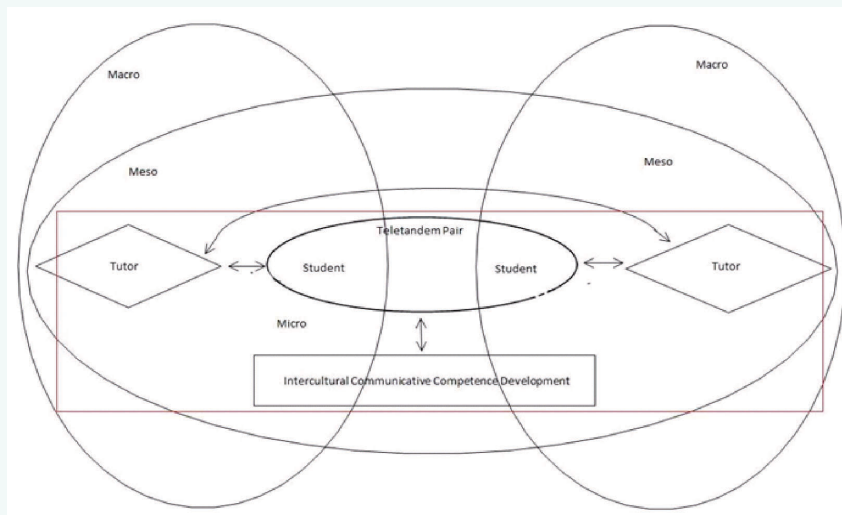 Macro
Macro
Meso
Meso
Teletandem Pair
Tutor
Student
Student
Tutor
Micro
Intercultural Communicative Competence Development